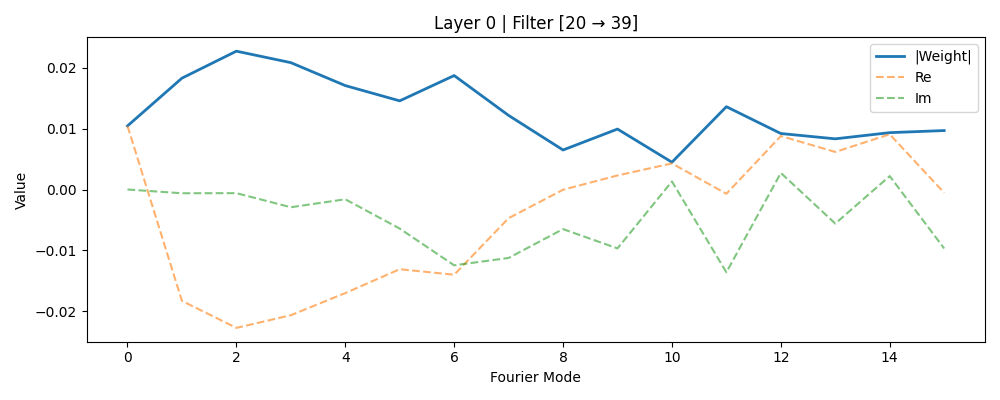 Layer 0 | Filter [20 → 39]
|Weight|
Re
Im
Value
0.02
0.01
0.00
−0.01
−0.02
0 2 4 6 8 10 12 14
Fourier Mode